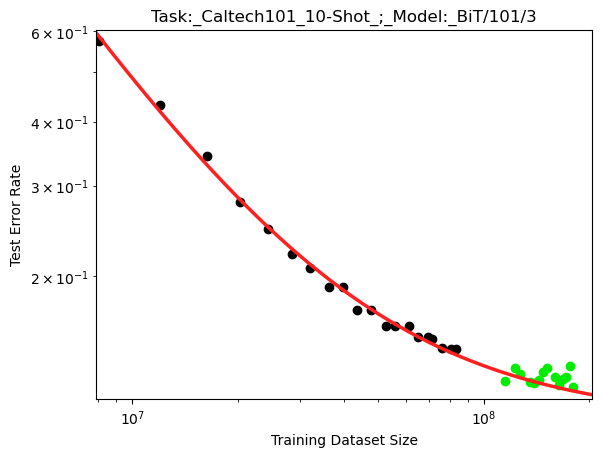 Task:_Caltech101_10-Shot_;_Model:_BiT/101/3
6 × 10⁻¹
4 × 10⁻¹
3 × 10⁻¹
2 × 10⁻¹
Test Error Rate
10⁷
10⁸
Training Dataset Size